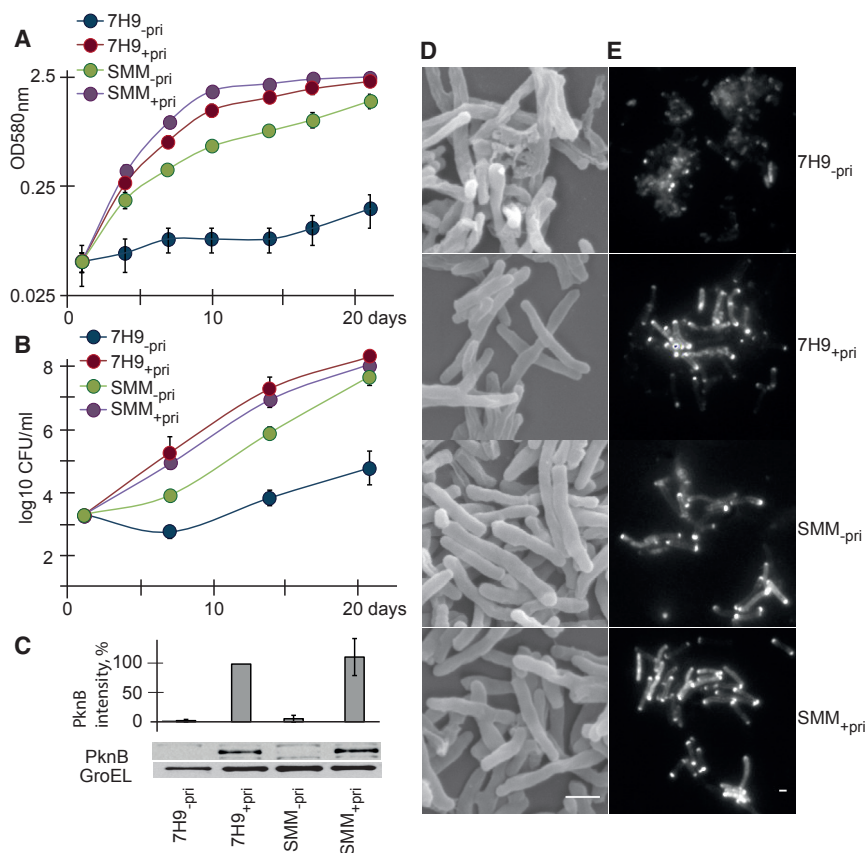 A
7H9-pri
7H9+pri
SMM-pri
SMM+pri
OD580nm
2.5
0.25
0.025
0
10
20 days
B
7H9-pri
7H9+pri
SMM-pri
SMM+pri
log10 CFU/ml
8
6
4
2
0
10
20 days
C
PknB
intensity, %
100
50
0
PknB
GroEL
7H9-pri
7H9+pri
SMM-pri
SMM+pri
D
E
7H9-pri
7H9+pri
SMM-pri
SMM+pri